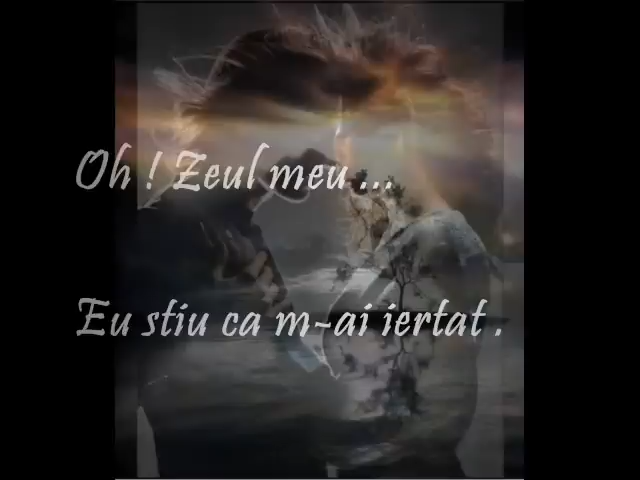 Oh ! Zeul meu ...
Eu stiu ca m-ai iertat .